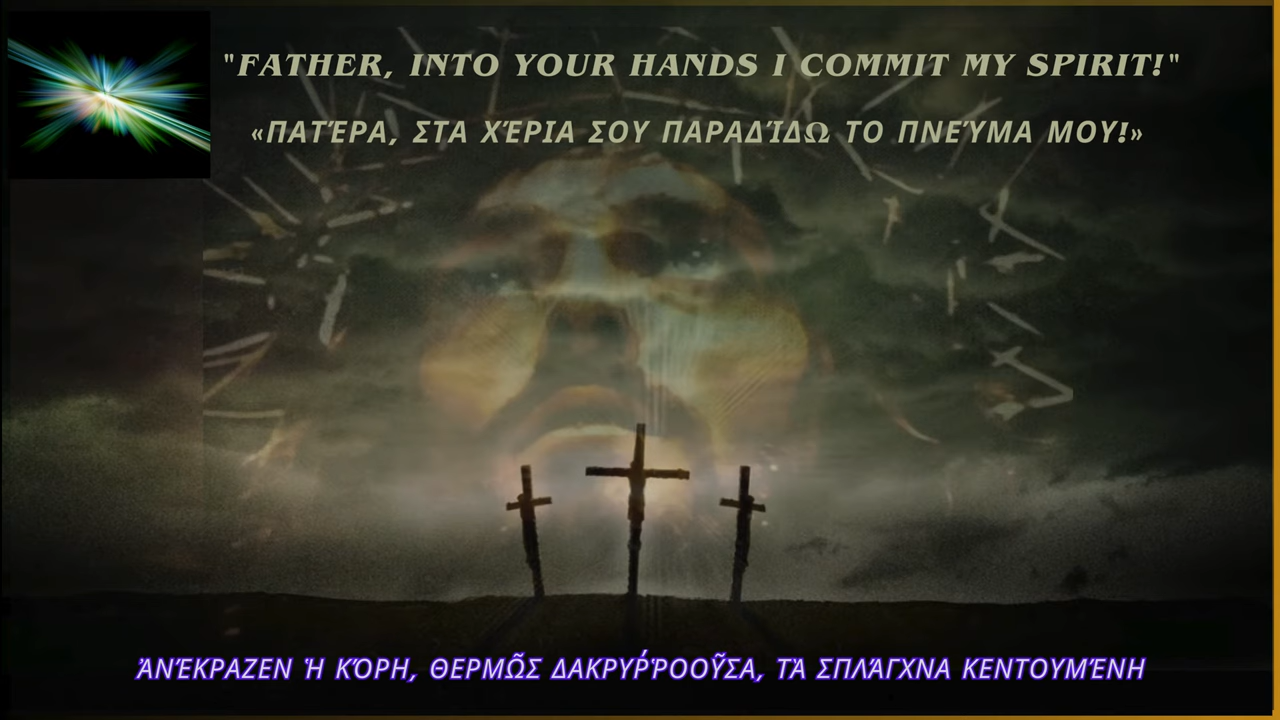 "FATHER, INTO YOUR HANDS I COMMIT MY SPIRIT!"
«ΠΑΤΈΡΑ, ΣΤΑ ΧΈΡΙΑ ΣΟΥ ΠΑΡΑΔΊΔΩ ΤΟ ΠΝΕΎΜΑ ΜΟΥ!»
ἈΝΈΚΡΑΖΕΝ Ἡ ΚΌΡΗ, ΘΕΡΜΩ͂Σ ΔΑΚΡΥΡ̓Ῥ́ΟΟΥ͂ΣΑ, ΤᾺ ΣΠΛΆΓΧΝΑ ΚΕΝΤΟΥΜΈΝΗ